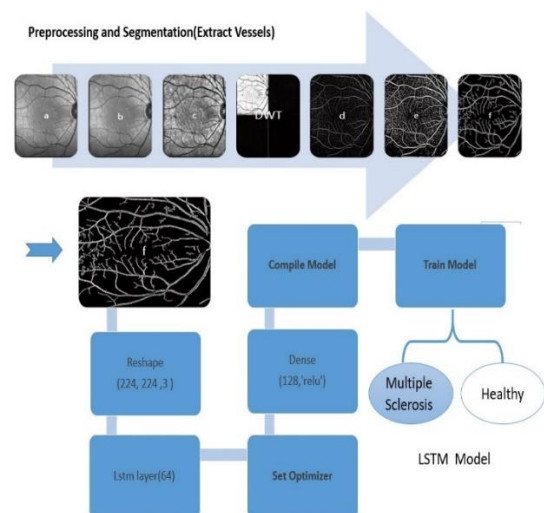 Preprocessing and Segmentation(Extract Vessels)
a
b
c
DWT
d
e
f
f
Compile Model
Train Model
Reshape
(224, 224 ,3 )
Dense
(128,'relu')
Multiple
Sclerosis
Healthy
Lstm layer(64)
Set Optimizer
LSTM Model